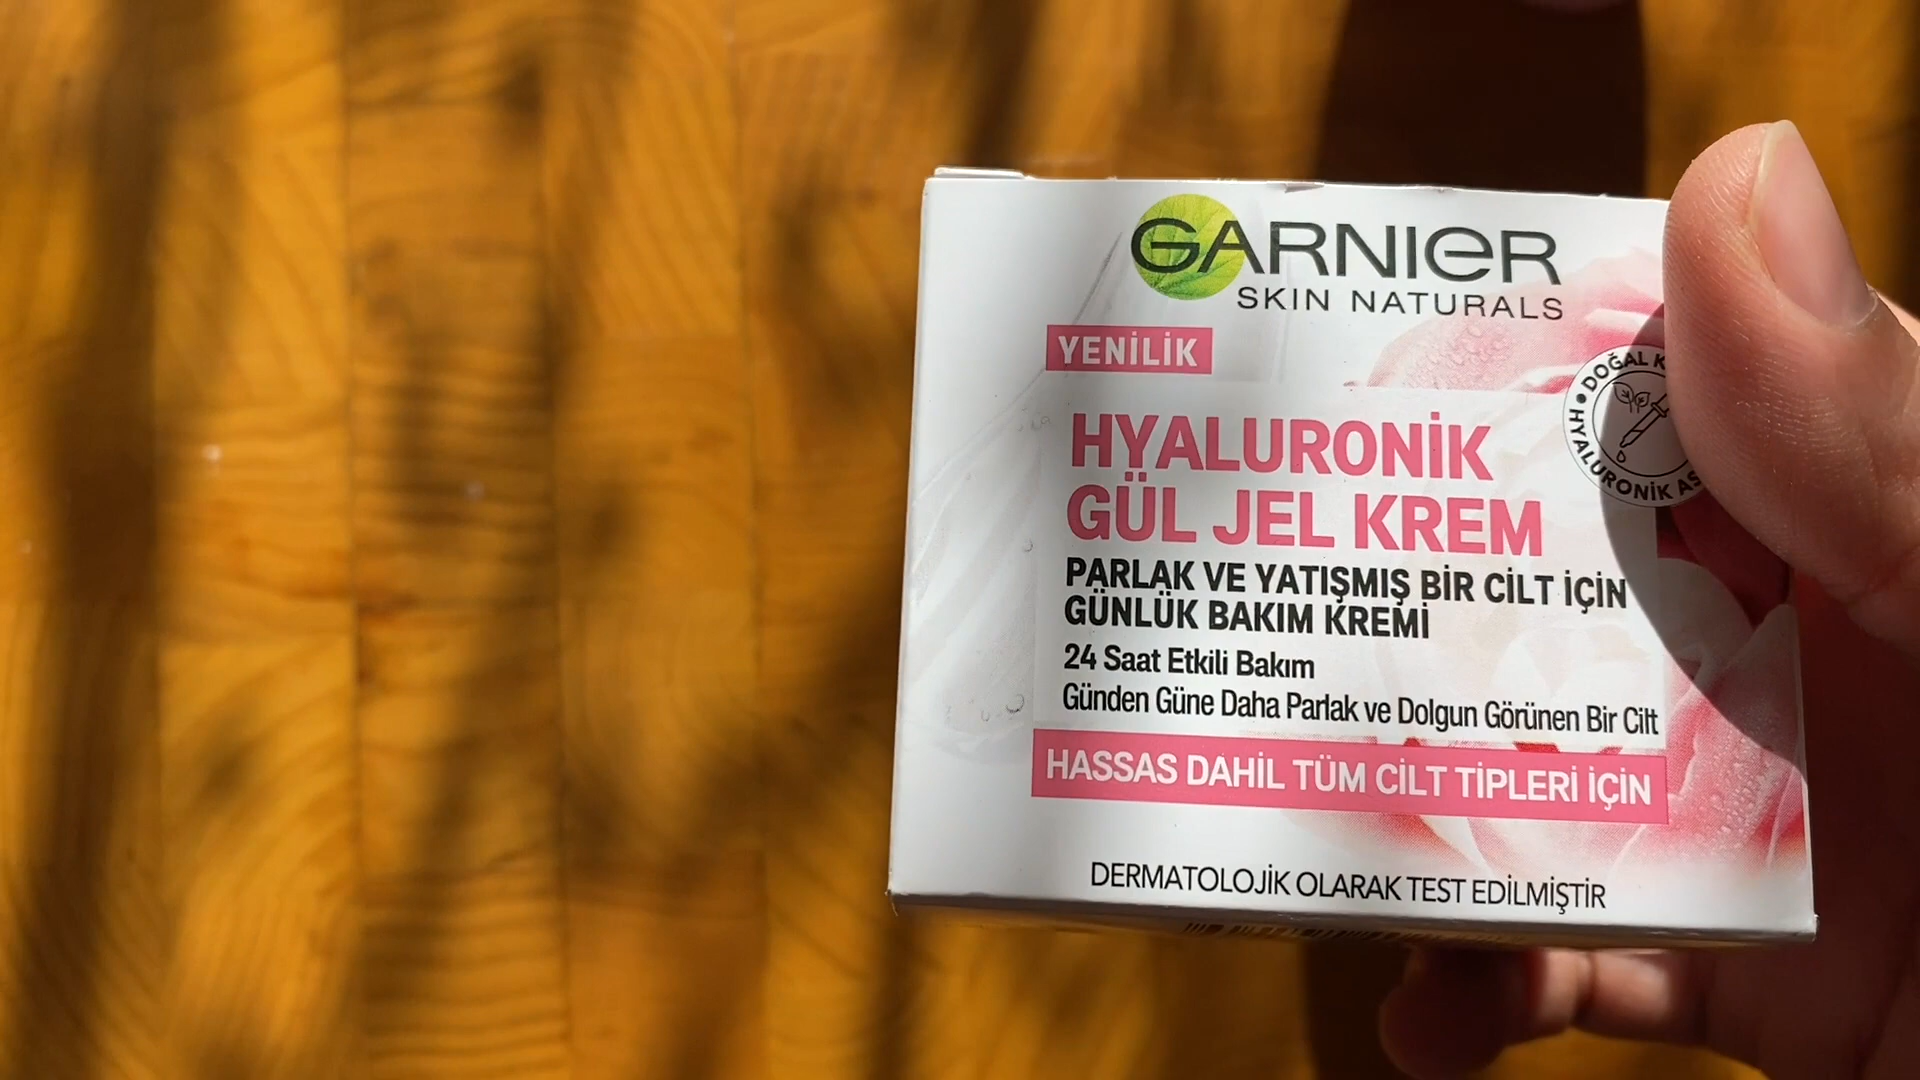 GARNIER
SKIN NATURALS
YENİLİK
HYALURONİK
GÜL JEL KREM
PARLAK VE YATIŞMIŞ BİR CİLT İÇİN
GÜNLÜK BAKIM KREMİ
24 Saat Etkili Bakım
Günden Güne Daha Parlak ve Dolgun Görünen Bir Cilt
HASSAS DAHİL TÜM CİLT TİPLERİ İÇİN
DERMATOLOJİK OLARAK TEST EDİLMİŞTİR
DOĞAL
HYALURONİK